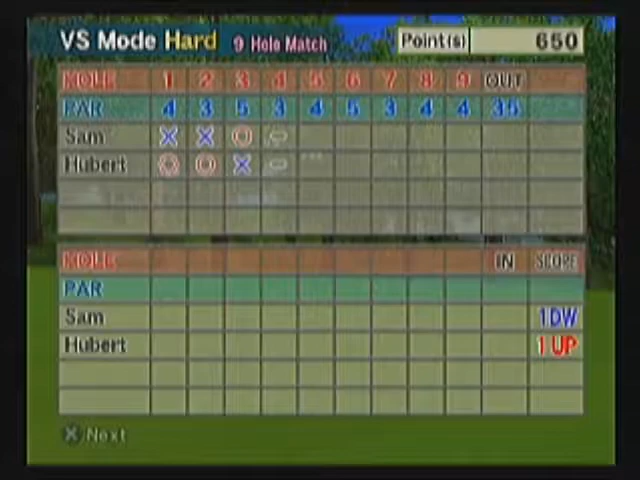 VS Mode Hard 9 Hole Match Point(s) 650
HOLE 1 2 3 4 5 6 7 8 9 OUT
PAR 4 3 5 3 4 5 3 4 4 35
Sam
Hubert
HOLE IN SCORE
PAR
Sam 1DW
Hubert 1UP
X Next